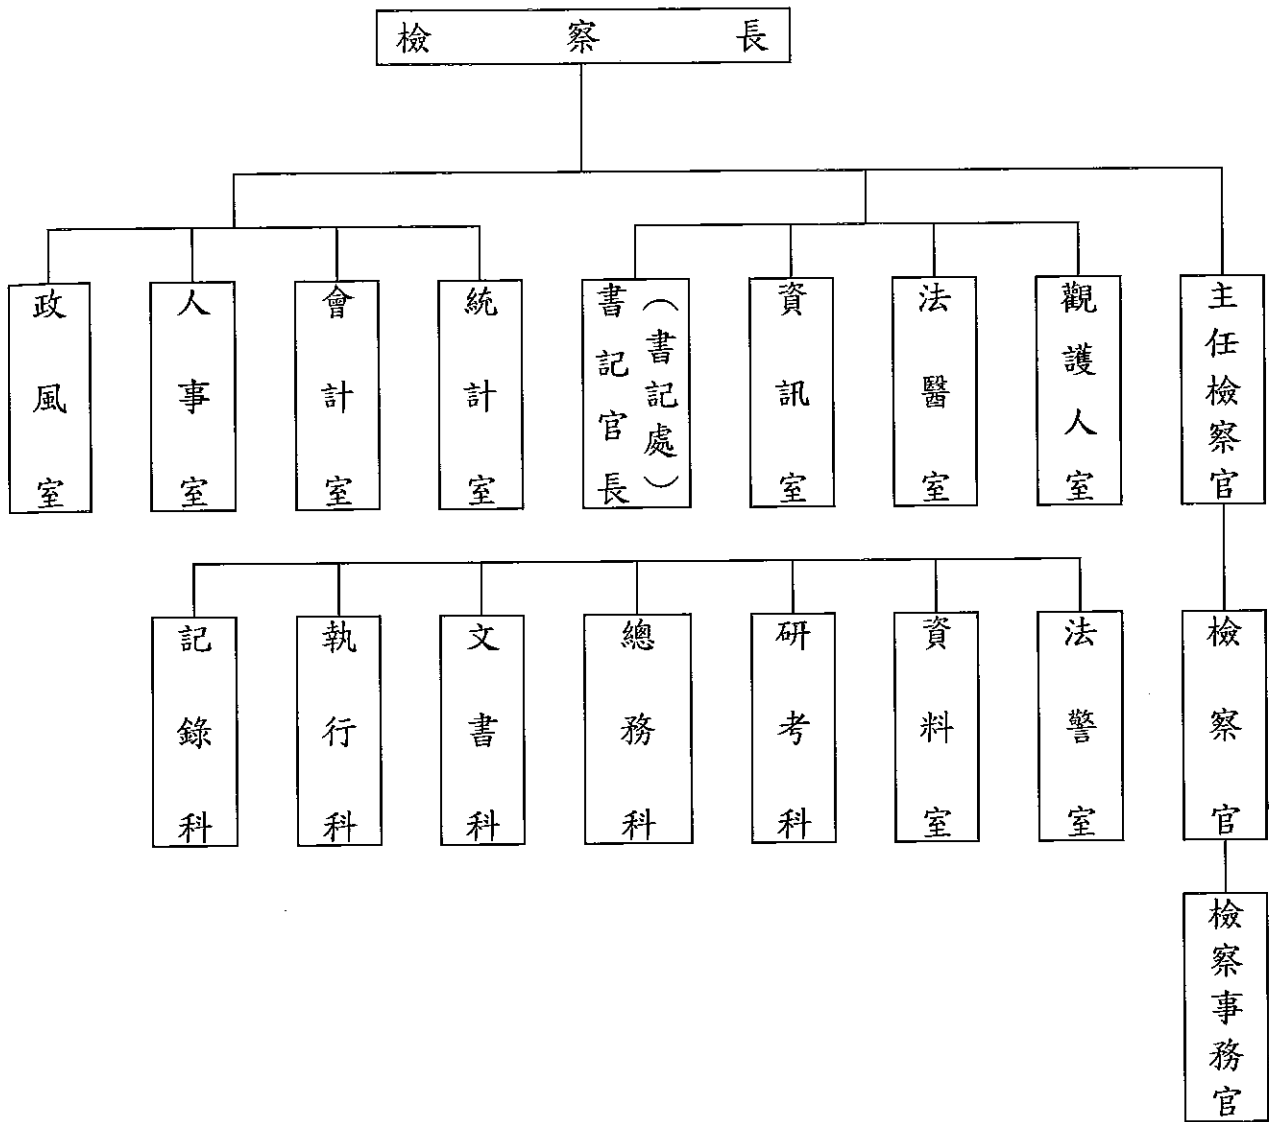 檢察長
主任檢察官
觀護人室
法醫室
資訊室
書記官長
（書記處）
統計室
會計室
人事室
政風室
檢察官
法警室
資料室
研考科
總務科
文書科
執行科
記錄科
檢察事務官